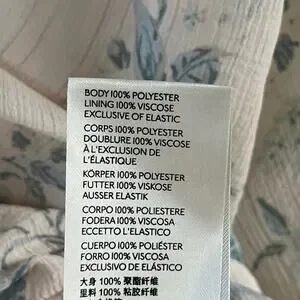 BODY 100% POLYESTER
LINING 100% VISCOSE
EXCLUSIVE OF ELASTIC
CORPS 100% POLYESTER
DOUBLURE 100% VISCOSE
À L'EXCLUSION DE
L'ÉLASTIQUE
KÖRPER 100% POLYESTER
FUTTER 100% VISKOSE
AUSSER ELASTIK
CORPO 100% POLIESTERE
FODERA 100% VISCOSA
ECCETTO L'ELASTICO
CUERPO 100% POLIÉSTER
FORRO 100% VISCOSA
EXCLUSIVO DE ELÁSTICO
大身 100% 聚酯纤维
里料 100% 粘胶纤维